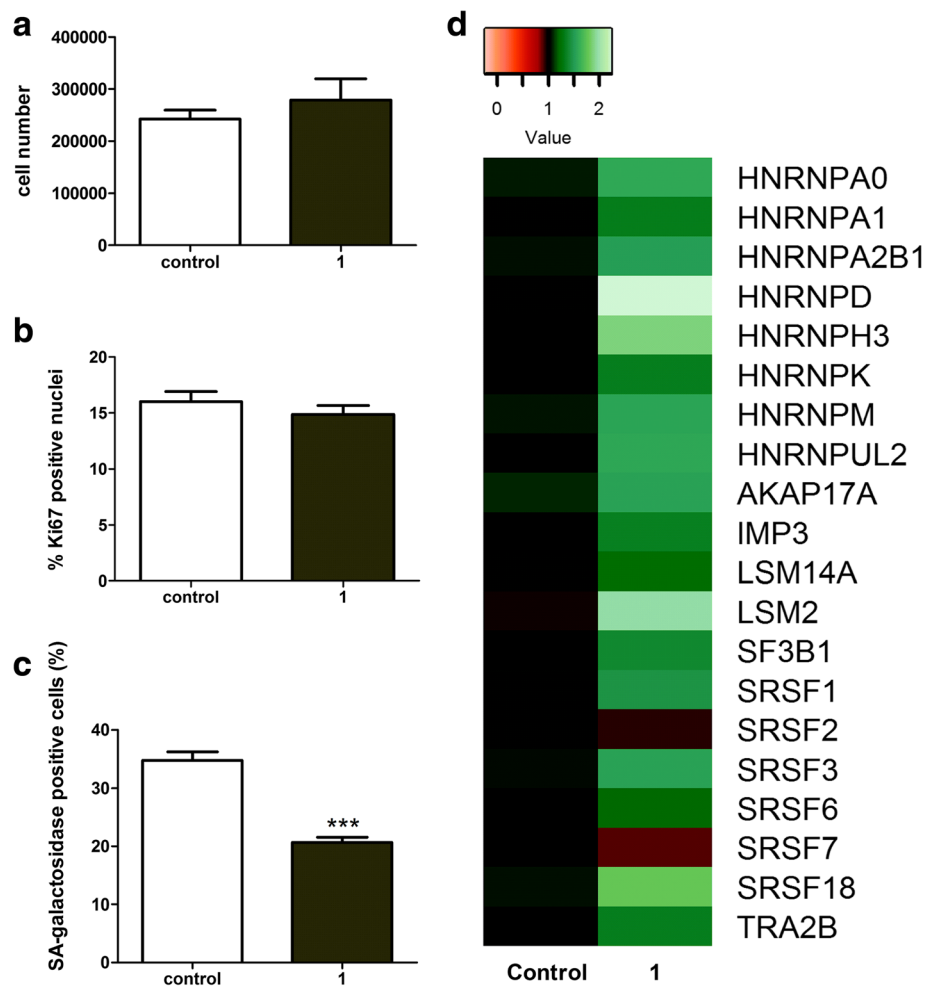 a
400000
300000
200000
100000
0
cell number
control 1
b
20
15
10
5
0
% Ki67 positive nuclei
control 1
c
40
30
20
10
0
SA-galactosidase positive cells (%)
***
control 1
d
0 1 2
Value
HNRNPA0
HNRNPA1
HNRNPA2B1
HNRNPD
HNRNPH3
HNRNPK
HNRNPM
HNRNPUL2
AKAP17A
IMP3
LSM14A
LSM2
SF3B1
SRSF1
SRSF2
SRSF3
SRSF6
SRSF7
SRSF18
TRA2B
Control 1